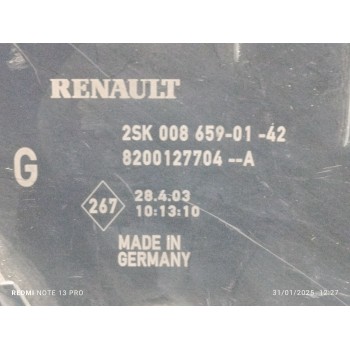 RENAULT
2SK 008 659-01 -42
8200127704 --A
G
267
28.4.03
10:13:10
MADE IN
GERMANY
REDMI NOTE 13 PRO
31/01/2025 12:27